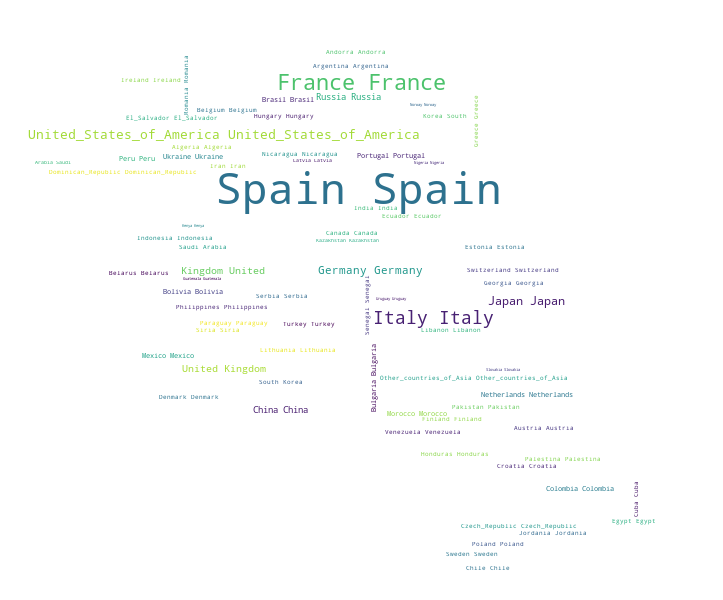 Andorra Andorra
Argentina Argentina
France France
ireland ireland
Romania Romania
Brasil Brasil
Russia Russia
Norway Norway
Belgium Belgium
Greece Greece
El_Salvador El_Salvador
Hungary Hungary
Korea South
United_States_of_America United_States_of_America
Algeria Algeria
Nicaragua Nicaragua
Portugal Portugal
Peru Peru
Ukraine Ukraine
Latvia Latvia
Arabia Saudi
Iran iran
Nigeria Nigeria
Dominican_Republic Dominican_Republic
Spain Spain
India India
Ecuador Ecuador
Kenya Kenya
Canada Canada
Indonesia Indonesia
Kazakhstan Kazakhstan
Saudi Arabia
Estonia Estonia
Belarus Belarus
Kingdom United
Germany Germany
Switzerland Switzerland
Guatemala Guatemala
Georgia Georgia
Bolivia Bolivia
Serbia Serbia
Senegal Senegal
Uruguay Uruguay
Japan Japan
Philippines Philippines
Italy Italy
Paraguay Paraguay
Turkey Turkey
Siria Siria
Libanon Libanon
Lithuania Lithuania
Mexico Mexico
Bulgaria Bulgaria
United Kingdom
Slovakia Slovakia
South Korea
Other_countries_of_Asia Other_countries_of_Asia
Denmark Denmark
Netherlands Netherlands
China China
Pakistan Pakistan
Morocco Morocco
Finland Finland
Venezuela Venezuela
Austria Austria
Honduras Honduras
Palestina Palestina
Croatia Croatia
Colombia Colombia
Cuba Cuba
Egypt Egypt
Czech_Republic Czech_Republic
Jordania Jordania
Poland Poland
Sweden Sweden
Chile Chile